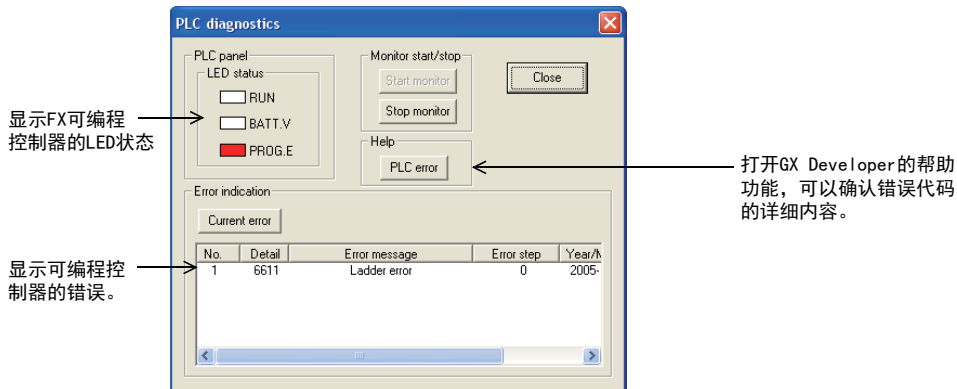 PLC diagnostics
PLC panel
LED status
RUN
BATT.V
PROG.E
Monitor start/stop
Start monitor
Stop monitor
Close
Help
PLC error
显示FX可编程
控制器的LED状态
打开GX Developer的帮助
功能，可以确认错误代码
的详细内容。
Error indication
Current error
No. Detail Error message Error step Year/M
1 6611 Ladder error 0 2005-
显示可编程控
制器的错误。